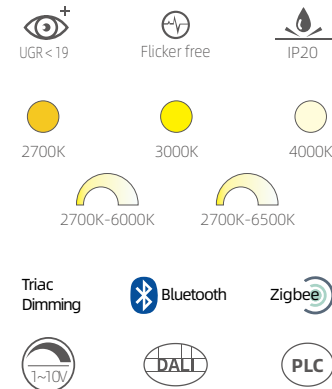 UGR<19
Flicker free
IP20
2700K
3000K
4000K
2700K-6000K
2700K-6500K
Triac
Dimming
Bluetooth
Zigbee
1~10V
DALI
PLC